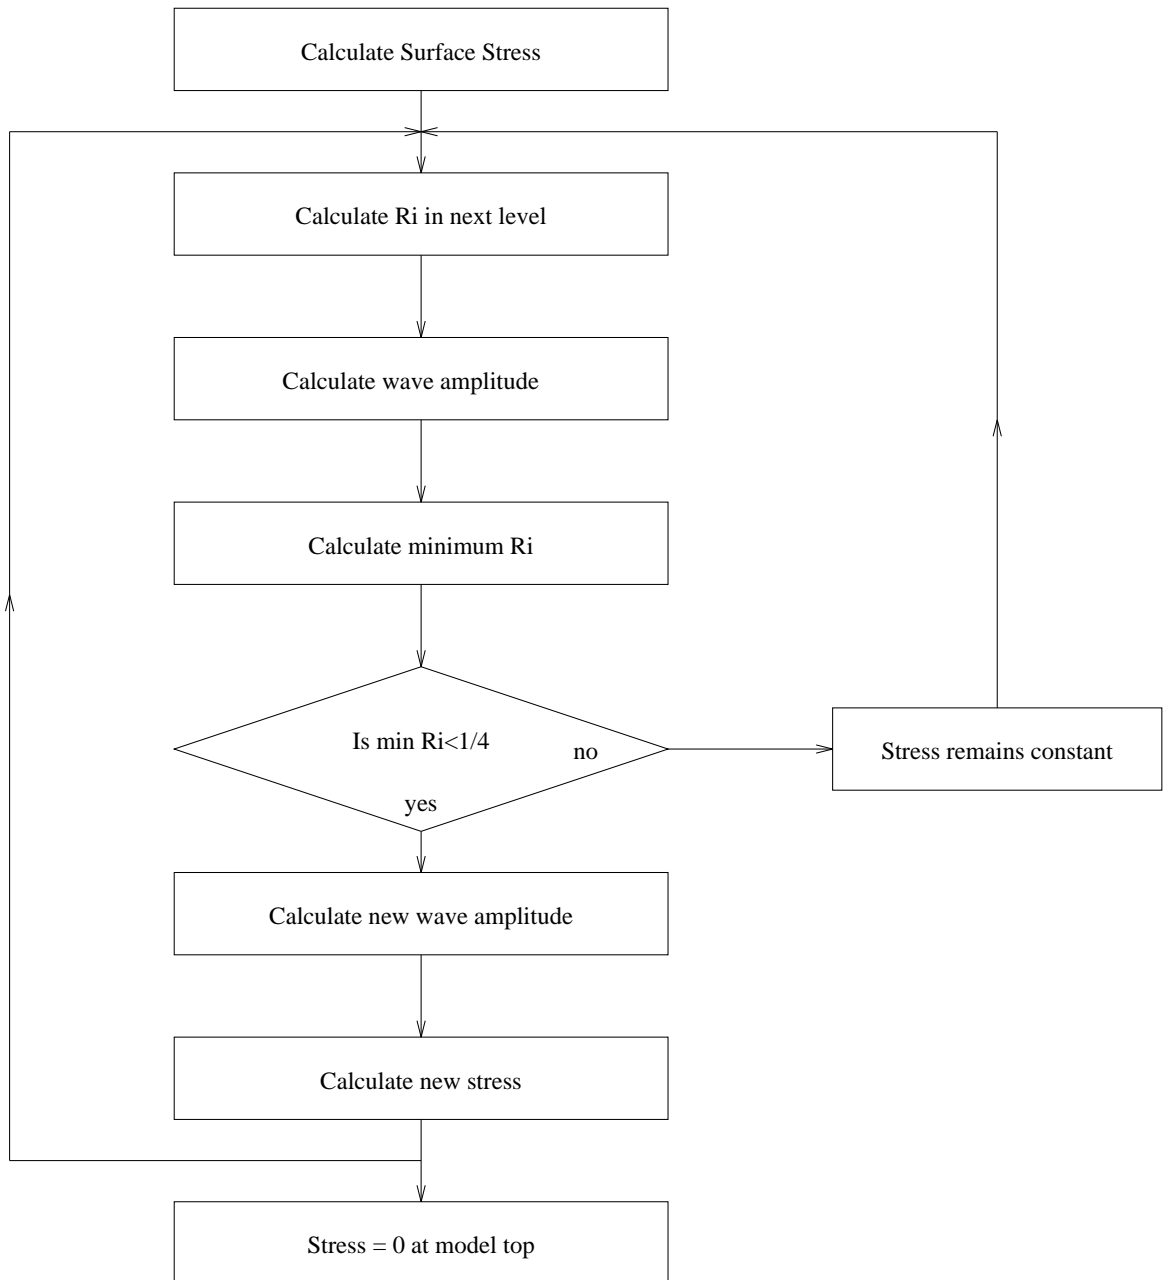 Calculate Surface Stress
Calculate Ri in next level
Calculate wave amplitude
Calculate minimum Ri
Is min Ri<1/4
no
yes
Stress remains constant
Calculate new wave amplitude
Calculate new stress
Stress = 0 at model top